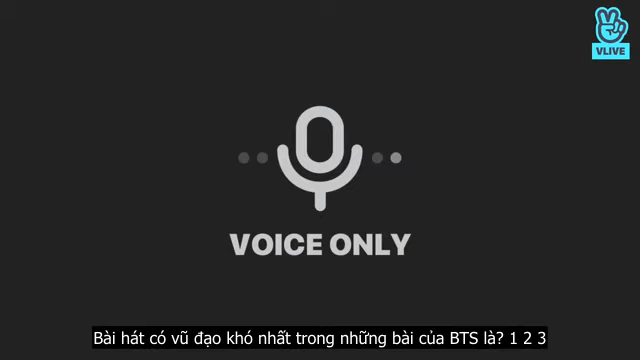 VLIVE
VOICE ONLY
Bài hát có vũ đạo khó nhất trong những bài của BTS là? 1 2 3